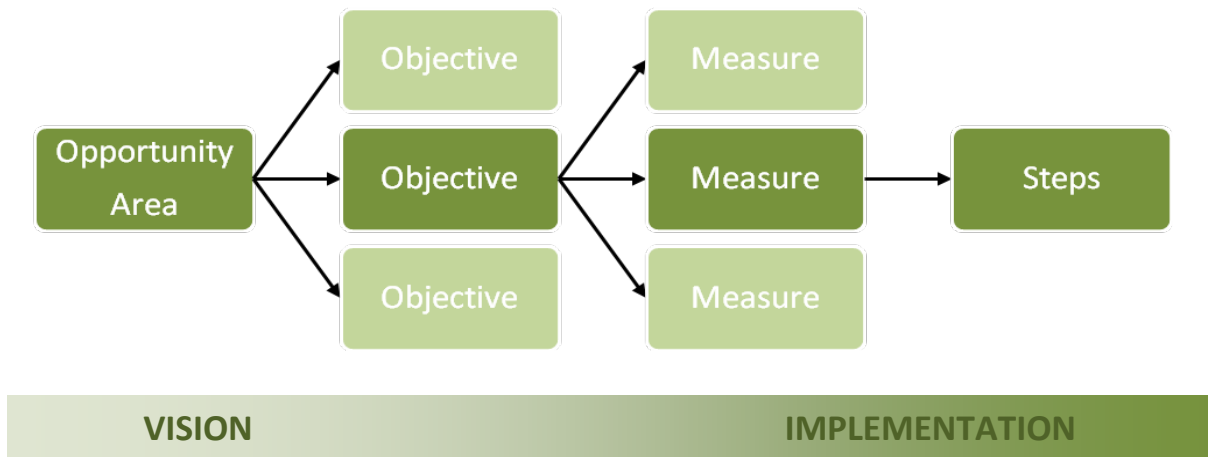 Objective
Measure
Opportunity
Area
Objective
Measure
Steps
Objective
Measure
VISION
IMPLEMENTATION